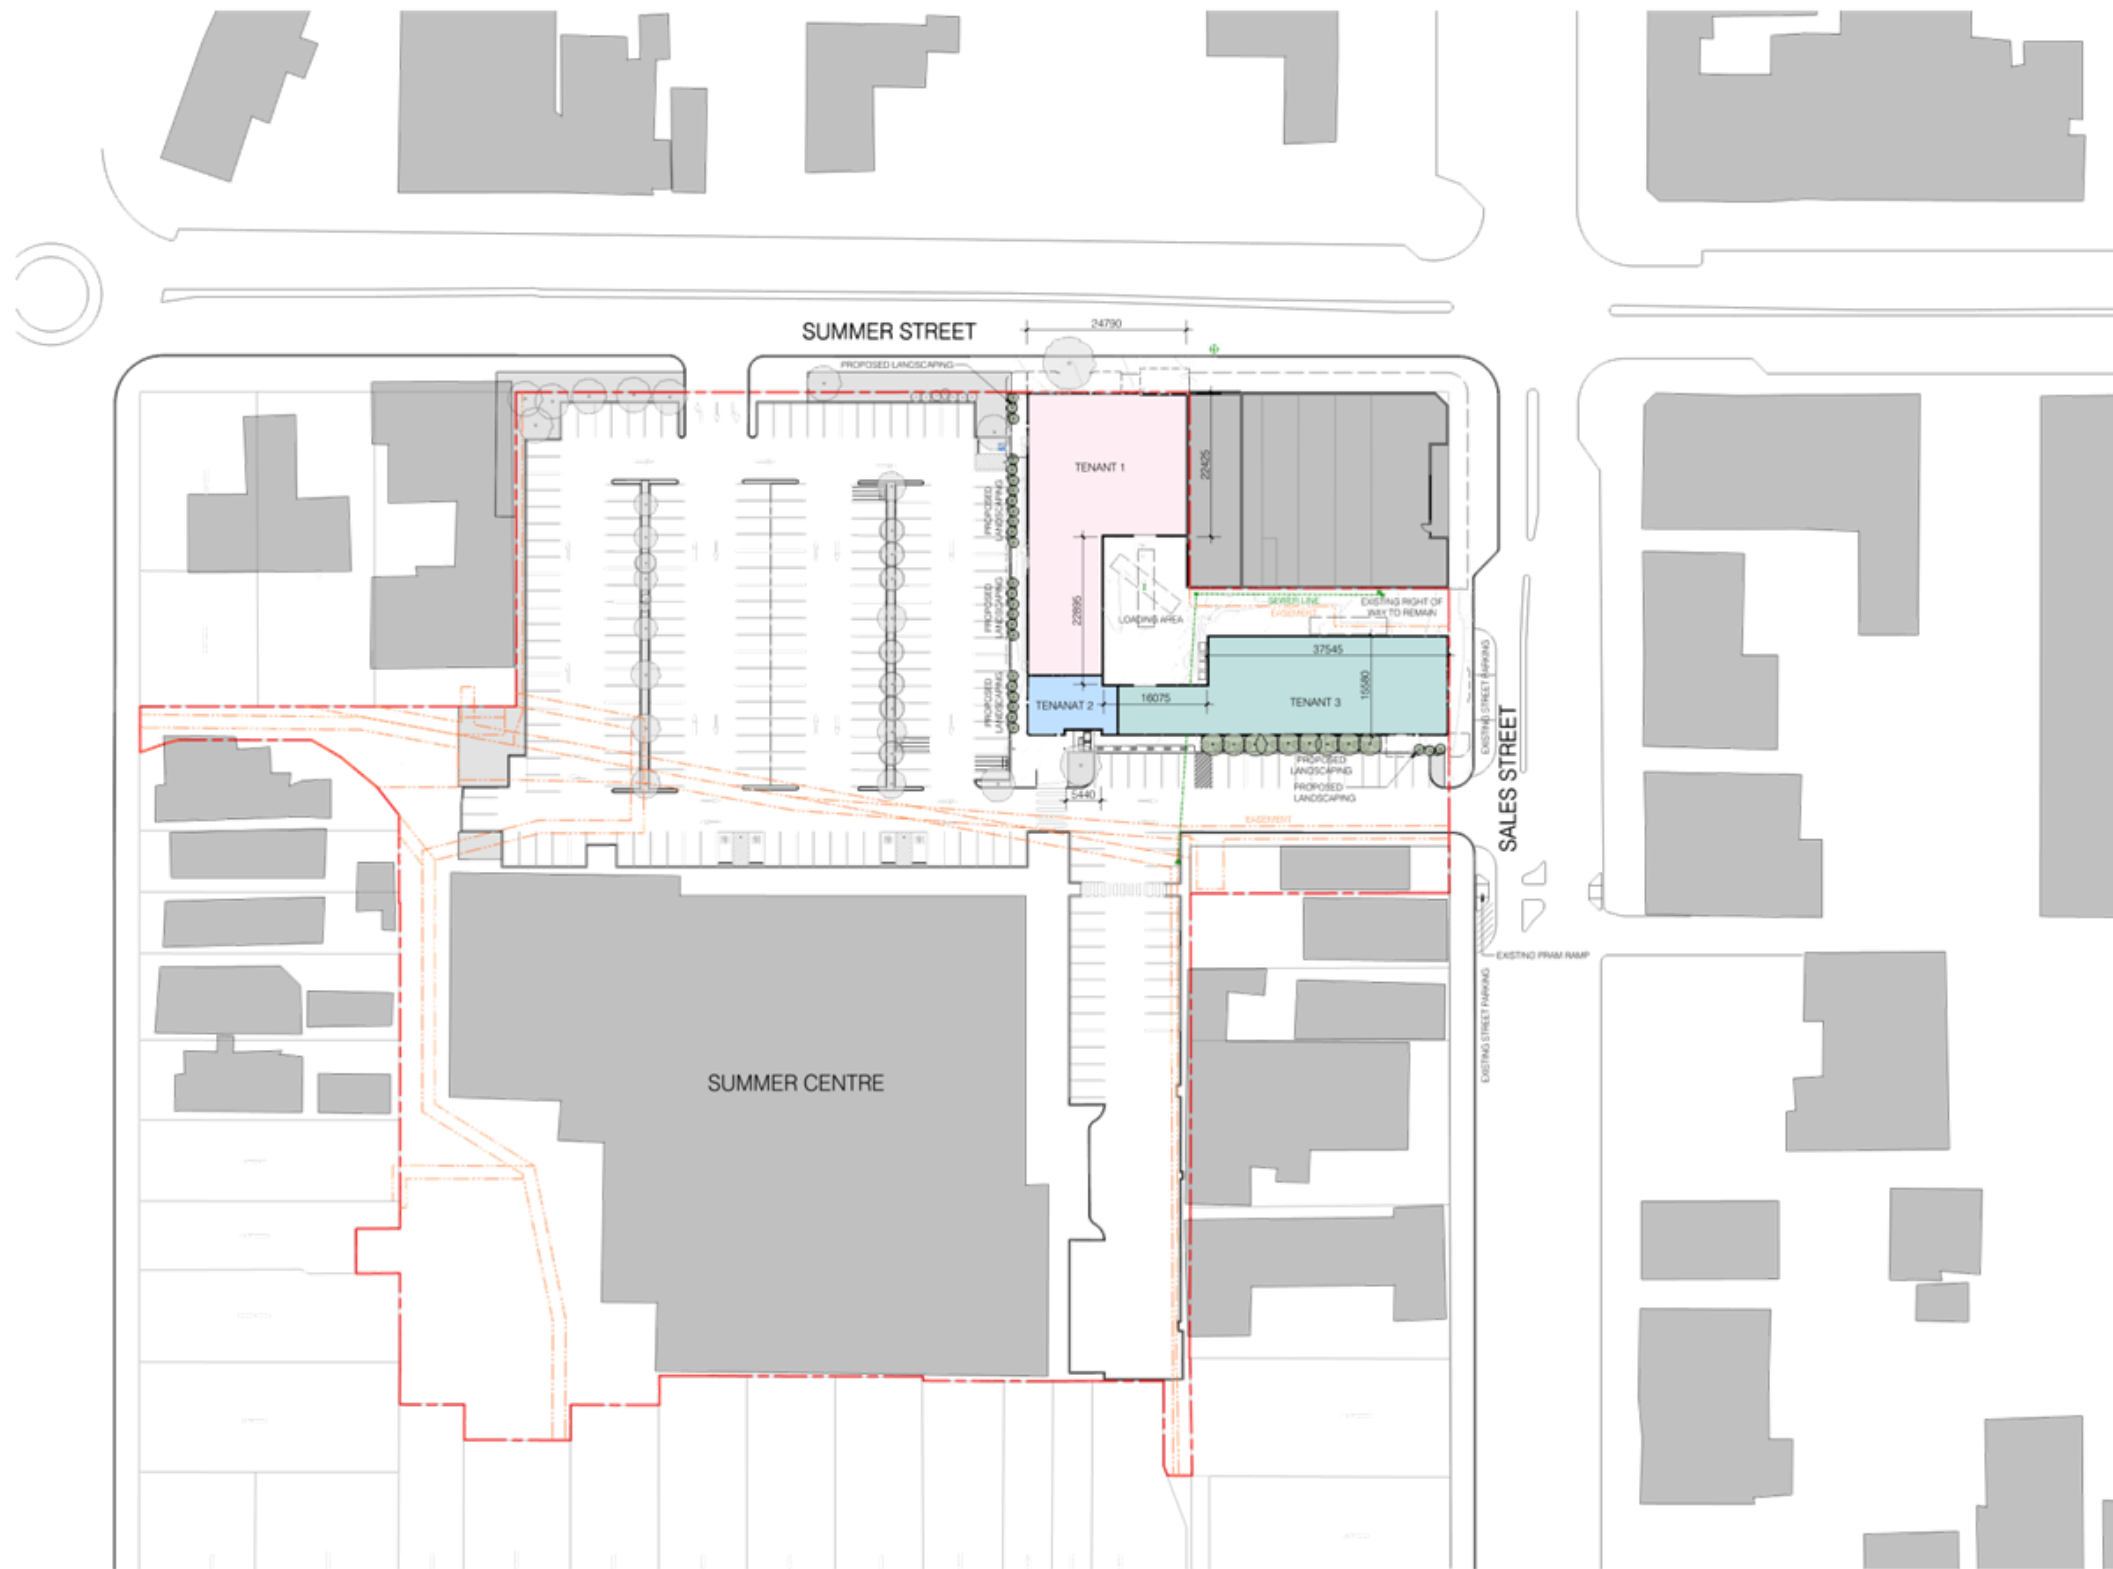 SUMMER STREET
24790
PROPOSED LANDSCAPING
TENANT 1
22425
PROPOSED
LANDSCAPING
22895
LOADING AREA
SEWER LINE
EASEMENT
EXISTING RIGHT OF
WAY TO REMAIN
PROPOSED
LANDSCAPING
37545
EXISTING STREET PARKING
PROPOSED
LANDSCAPING
TENANAT 2
16075
TENANT 3
15580
SALES STREET
PROPOSED
LANDSCAPING
PROPOSED
LANDSCAPING
5440
EASEMENT
EXISTING PRAM RAMP
EXISTING STREET PARKING
SUMMER CENTRE